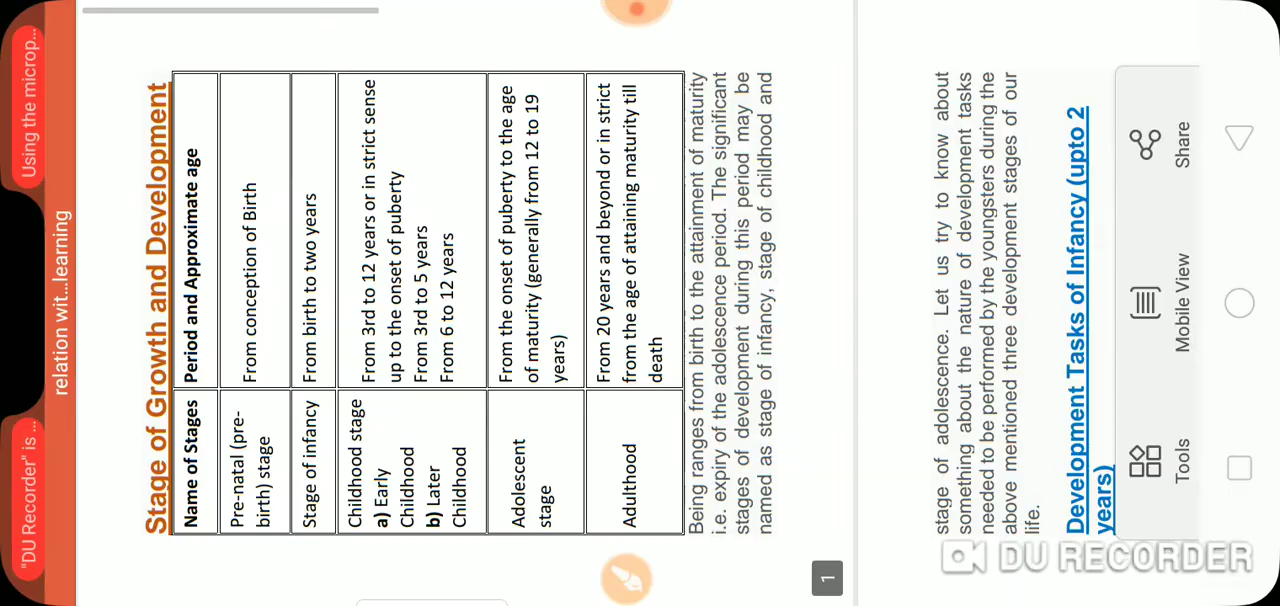 "DU Recorder" is ...
Using the microp...
relation wit...learning
Stage of Growth and Development
Name of Stages Period and Approximate age
Pre-natal (pre-
birth) stage
From conception of Birth
Stage of infancy From birth to two years
Childhood stage
a) Early
Childhood
b) Later
Childhood
From 3rd to 12 years or in strict sense
up to the onset of puberty
From 3rd to 5 years
From 6 to 12 years
Adolescent
stage
From the onset of puberty to the age
of maturity (generally from 12 to 19
years)
Adulthood
From 20 years and beyond or in strict
from the age of attaining maturity till
death
Being ranges from birth to the attainment of maturity
i.e. expiry of the adolescence period. The significant
stages of development during this period may be
named as stage of infancy, stage of childhood and
1
stage of adolescence. Let us try to know about
something about the nature of development tasks
needed to be performed by the youngsters during the
above mentioned three development stages of our
life.
Development Tasks of Infancy (upto 2
years)
Tools
Mobile View
Share
DU RECORDER